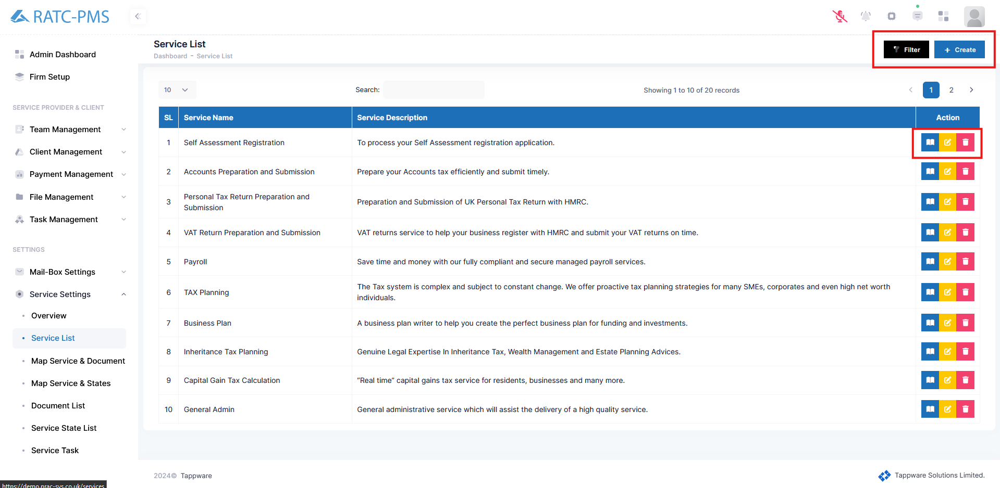 RATC-PMS
Admin Dashboard
Firm Setup
SERVICE PROVIDER & CLIENT
Team Management
Client Management
Payment Management
File Management
Task Management
SETTINGS
Mail-Box Settings
Service Settings
Overview
Service List
Map Service & Document
Map Service & States
Document List
Service State List
Service Task
https://demo.prac-sys.co.uk/services
Service List
Dashboard - Service List
Filter
+ Create
10
Search:
Showing 1 to 10 of 20 records
< 1 2 >
SL Service Name Service Description Action
1 Self Assessment Registration To process your Self Assessment registration application.
2 Accounts Preparation and Submission Prepare your Accounts tax efficiently and submit timely.
3 Personal Tax Return Preparation and
Submission
Preparation and Submission of UK Personal Tax Return with HMRC.
4 VAT Return Preparation and Submission VAT returns service to help your business register with HMRC and submit your VAT returns on time.
5 Payroll Save time and money with our fully compliant and secure managed payroll services.
6 TAX Planning
The Tax system is complex and subject to constant change. We offer proactive tax planning strategies for many SMEs, corporates and even high net worth
individuals.
7 Business Plan A business plan writer to help you create the perfect business plan for funding and investments.
8 Inheritance Tax Planning Genuine Legal Expertise In Inheritance Tax, Wealth Management and Estate Planning Advices.
9 Capital Gain Tax Calculation ”Real time” capital gains tax service for residents, businesses and many more.
10 General Admin General administrative service which will assist the delivery of a high quality service.
2024© Tappware
Tappware Solutions Limited.